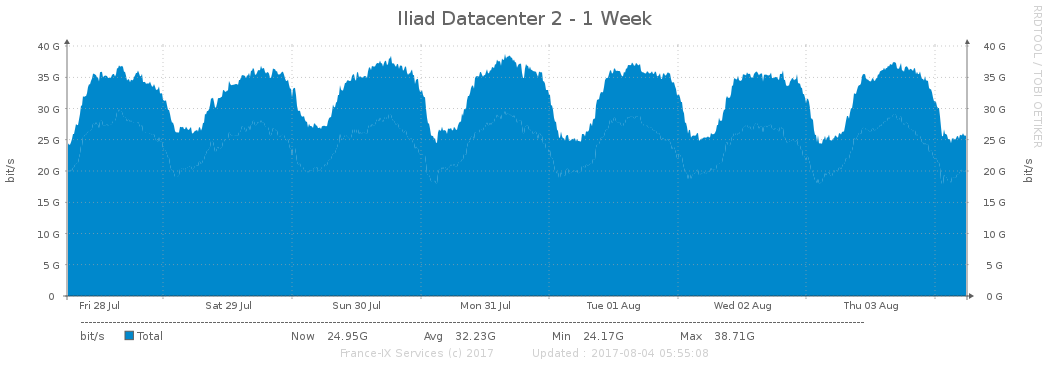 Iliad Datacenter 2 - 1 Week
RRDTOOL / TOBI OETIKER
40 G 40 G
35 G 35 G
30 G 30 G
25 G 25 G
20 G 20 G
15 G 15 G
10 G 10 G
5 G 5 G
0 0 G
bit/s bit/s
Fri 28 Jul Sat 29 Jul Sun 30 Jul Mon 31 Jul Tue 01 Aug Wed 02 Aug Thu 03 Aug
bit/s Total Now 24.95G Avg 32.23G Min 24.17G Max 38.71G
France-IX Services (c) 2017 Updated : 2017-08-04 05:55:08